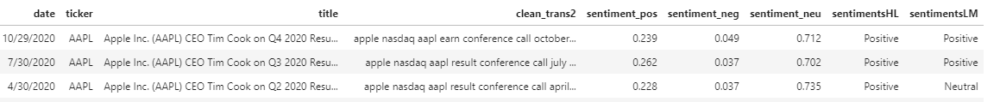 date ticker title clean_trans2 sentiment_pos sentiment_neg sentiment_neu sentimentsHL sentimentsLM
10/29/2020 AAPL Apple Inc. (AAPL) CEO Tim Cook on Q4 2020 Resu... apple nasdaq aapl earn conference call october... 0.239 0.049 0.712 Positive Positive
7/30/2020 AAPL Apple Inc. (AAPL) CEO Tim Cook on Q3 2020 Resu... apple nasdaq aapl result conference call july ... 0.262 0.037 0.702 Positive Positive
4/30/2020 AAPL Apple Inc. (AAPL) CEO Tim Cook on Q2 2020 Resu... apple nasdaq aapl result conference call april... 0.228 0.037 0.735 Positive Neutral